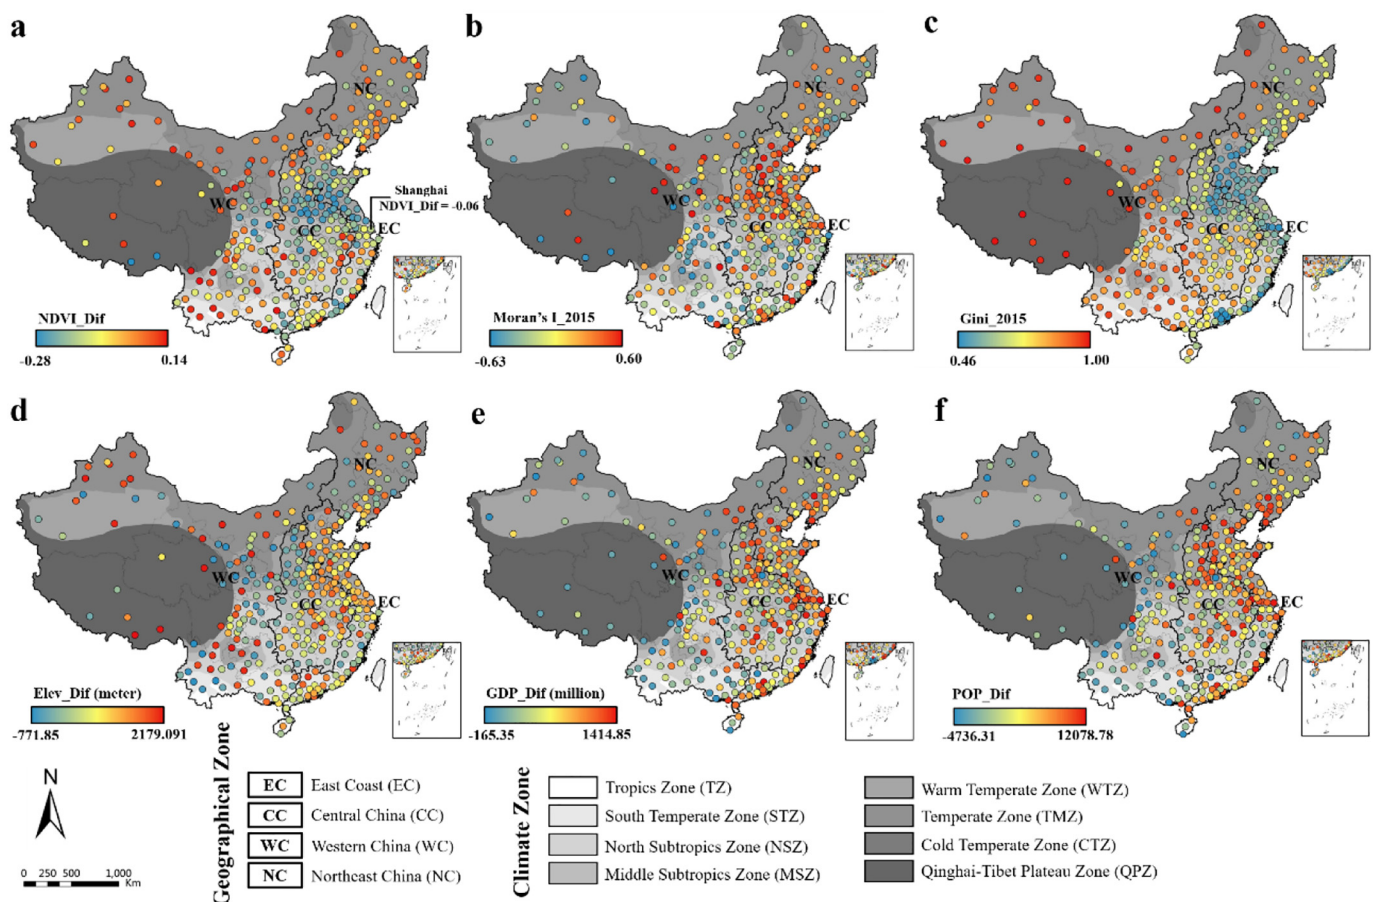 a
NC
WC
CC
EC
Shanghai
NDVI_Dif = -0.06
NDVI_Dif
-0.28 0.14
b
NC
WC
CC
EC
Moran's I_2015
-0.63 0.60
c
NC
WC
CC
EC
Gini_2015
0.46 1.00
d
NC
WC
CC
EC
Elev_Dif (meter)
-771.85 2179.091
e
NC
WC
CC
EC
GDP_Dif (million)
-165.35 1414.85
f
NC
WC
CC
EC
POP_Dif
-4736.31 12078.78
N
0 250 500 1,000
Km
Geographical Zone
EC East Coast (EC)
CC Central China (CC)
WC Western China (WC)
NC Northeast China (NC)
Climate Zone
Tropics Zone (TZ)
South Temperate Zone (STZ)
North Subtropics Zone (NSZ)
Middle Subtropics Zone (MSZ)
Warm Temperate Zone (WTZ)
Temperate Zone (TMZ)
Cold Temperate Zone (CTZ)
Qinghai-Tibet Plateau Zone (QPZ)